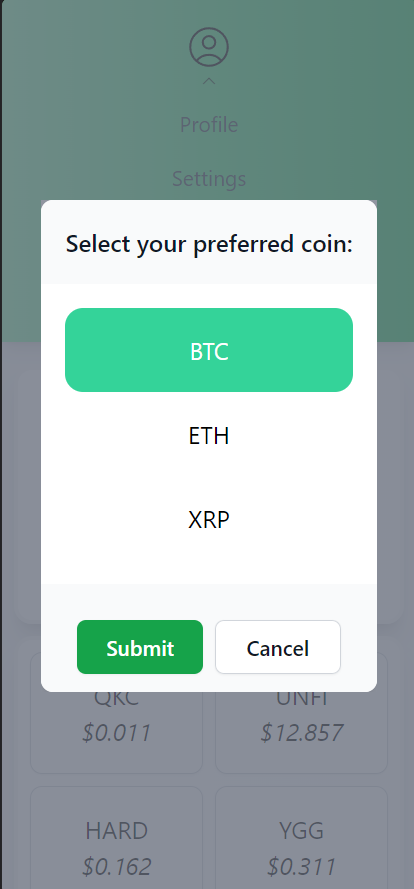 Profile
Settings
Select your preferred coin:
BTC
ETH
XRP
Submit
Cancel
QKC
UNFI
$0.011
$12.857
HARD
YGG
$0.162
$0.311